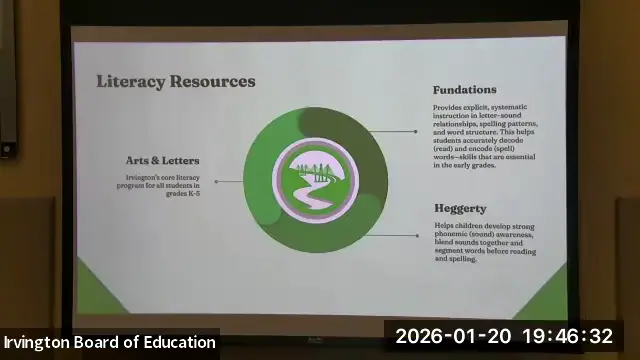 Literacy Resources
Arts & Letters
Irvington's core literacy
program for all students in
grades K-5
Fundations
Provides explicit, systematic
instruction in letter–sound
relationships, spelling patterns,
and word structure. This helps
students accurately decode
(read) and encode (spell)
words—skills that are essential
in the early grades.
Heggerty
Helps children develop strong
phonemic (sound) awareness,
blend sounds together and
segment words before reading
and spelling.
Irvington Board of Education
2026-01-20 19:46:32